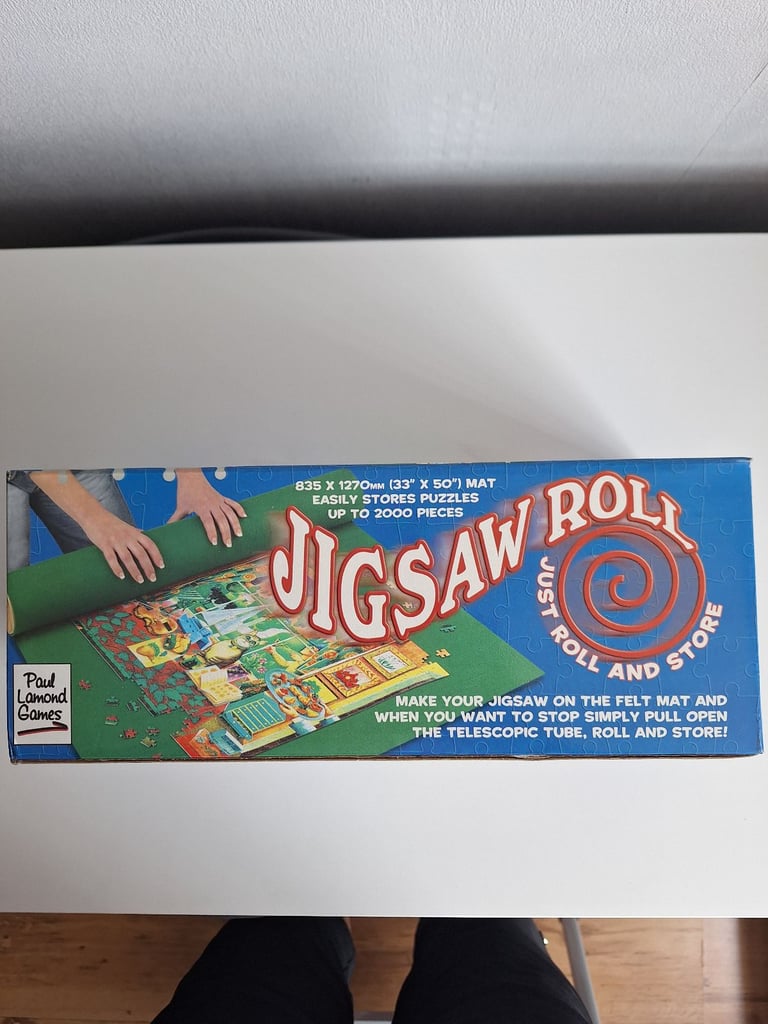 835 X 1270MM (33" X 50") MAT
EASILY STORES PUZZLES
UP TO 2000 PIECES
JIGSAW ROLL
JUST ROLL AND STORE
Paul
Lamond
Games
MAKE YOUR JIGSAW ON THE FELT MAT AND
WHEN YOU WANT TO STOP SIMPLY PULL OPEN
THE TELESCOPIC TUBE, ROLL AND STORE!